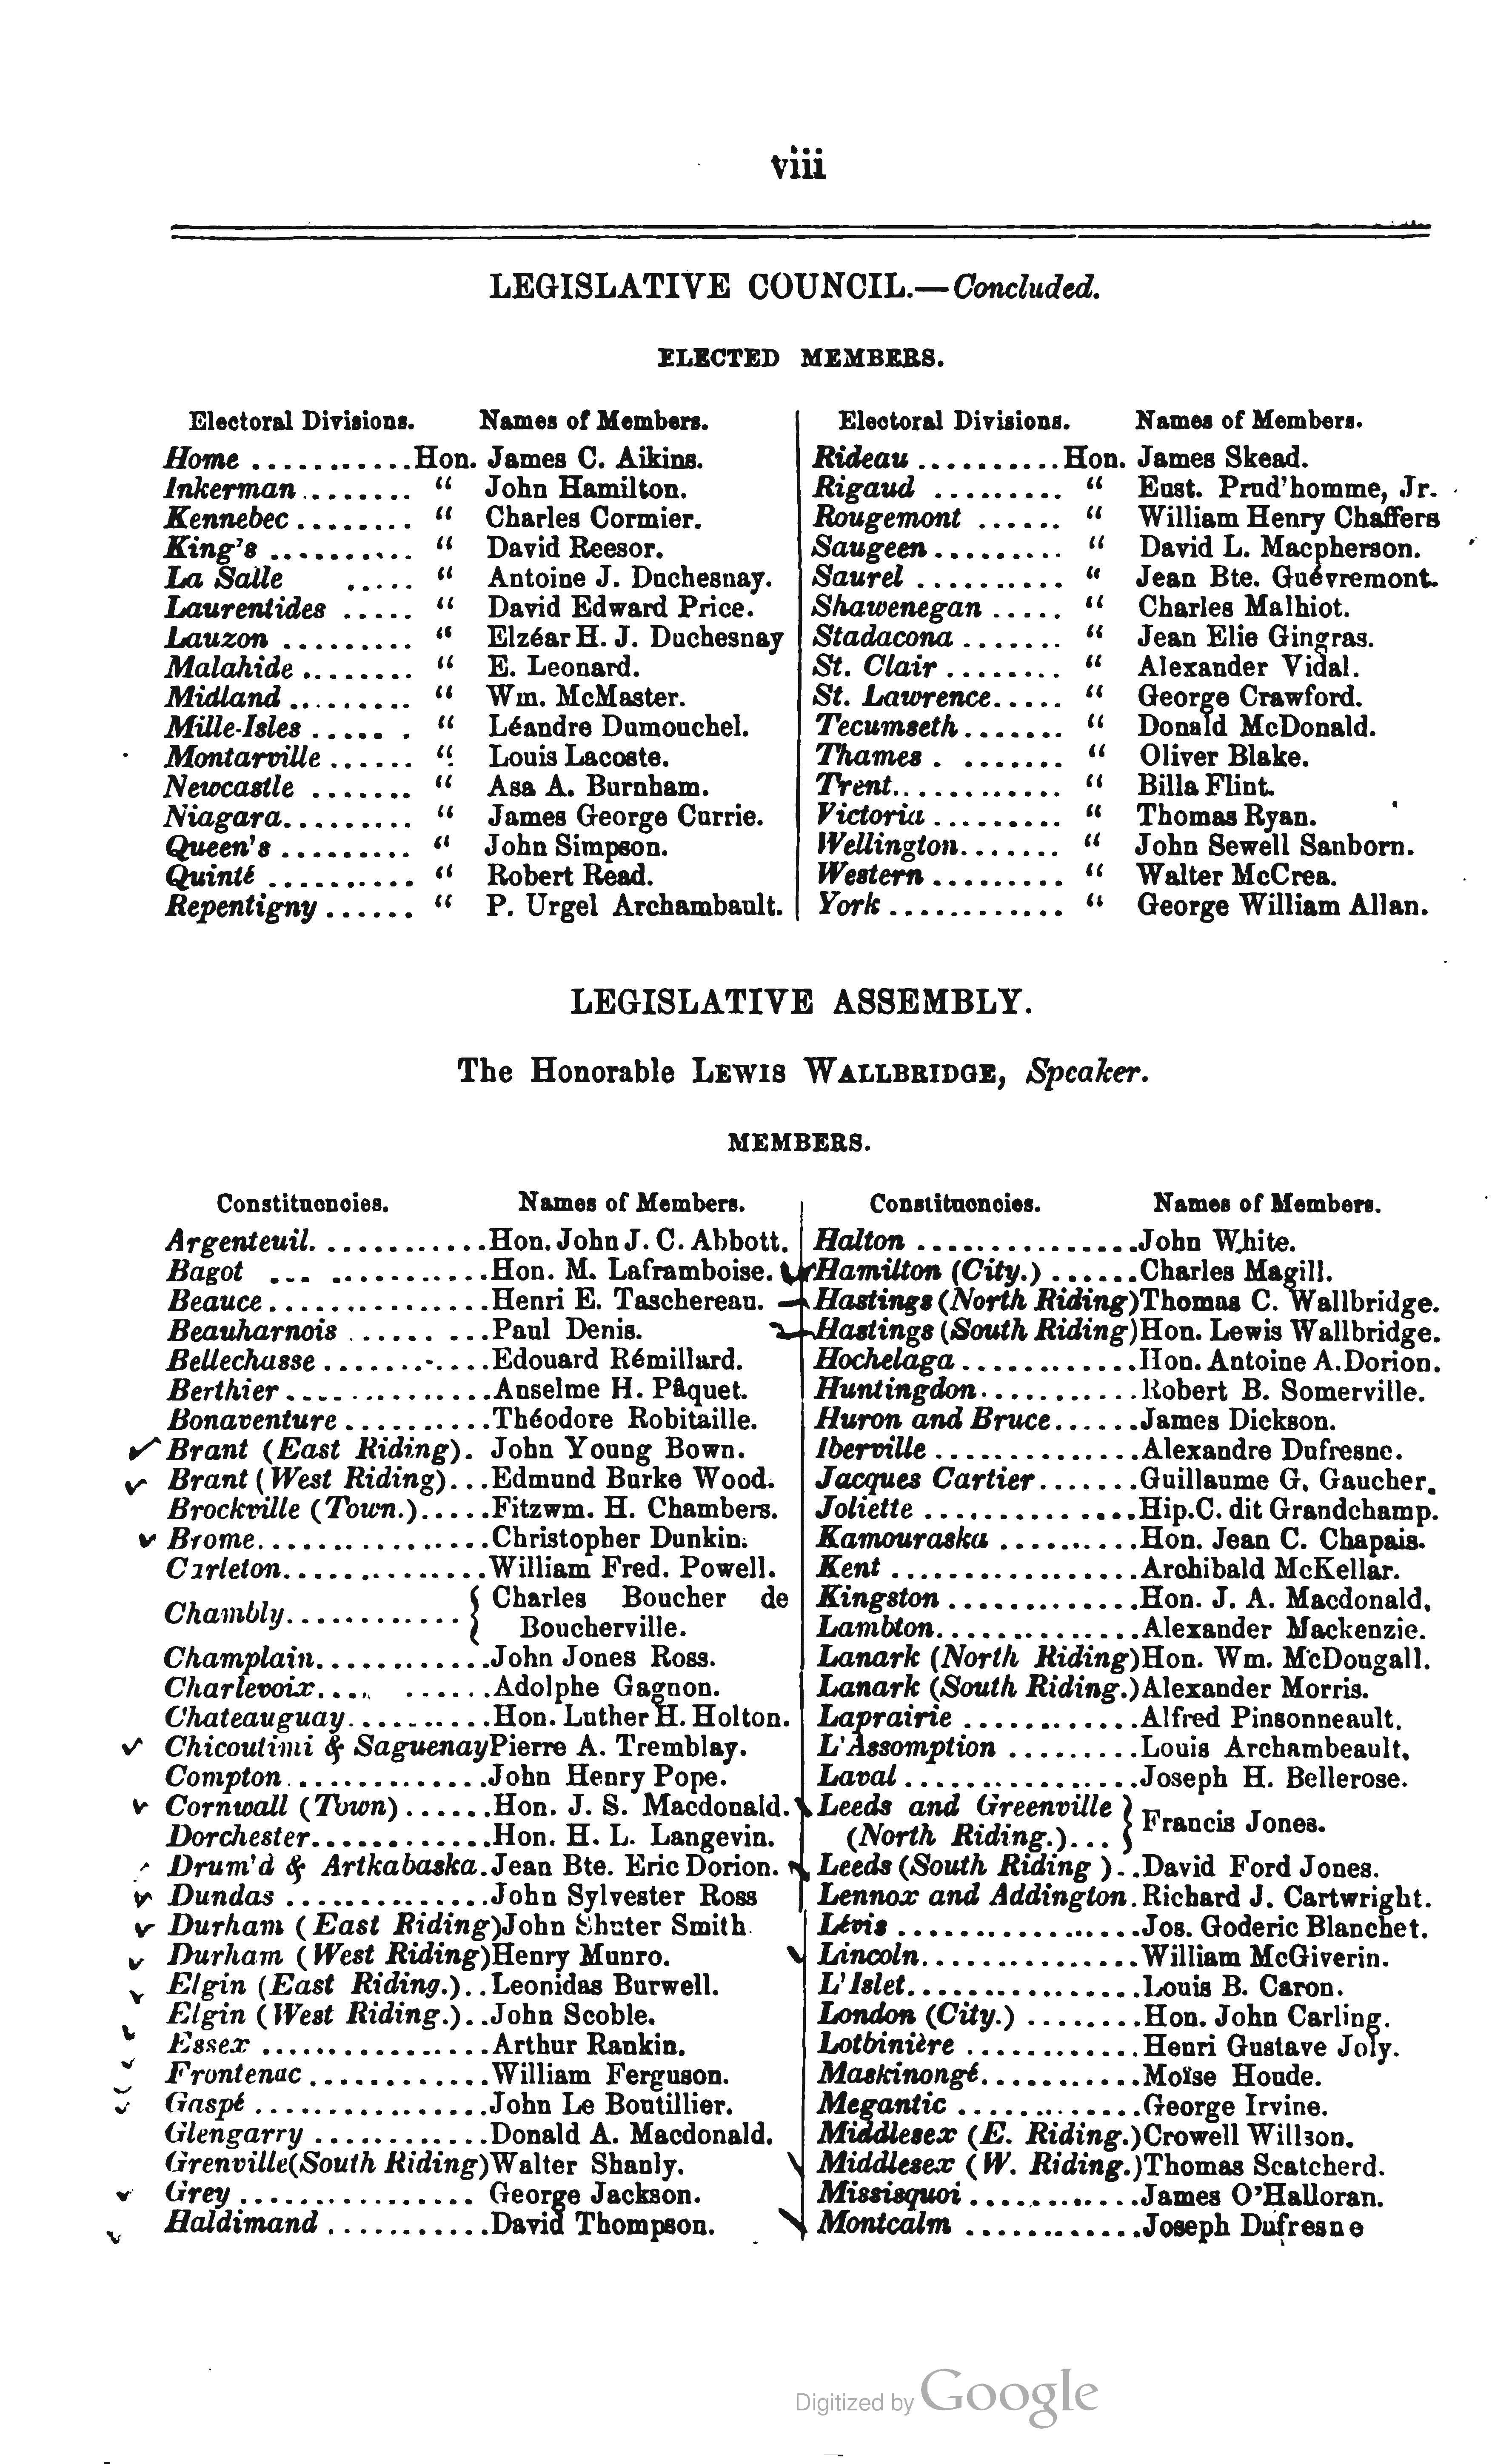 viii
LEGISLATIVE COUNCIL.—Concluded.
ELECTED MEMBERS.
Electoral Divisions. Names of Members.
Home ........... Hon. James C. Aikins.
Inkerman ........ “ John Hamilton.
Kennebec ........ “ Charles Cormier.
King's .......... “ David Reesor.
La Salle ..... “ Antoine J. Duchesnay.
Laurentides ..... “ David Edward Price.
Lauzon ......... “ Elzéar H. J. Duchesnay
Malahide ........ “ E. Leonard.
Midland ......... “ Wm. McMaster.
Mille-Isles ..... . “ Léandre Dumouchel.
Montarville ...... “ Louis Lacoste.
Newcastle ....... “ Asa A. Burnham.
Niagara......... “ James George Currie.
Queen's ......... “ John Simpson.
Quinté .......... “ Robert Read.
Repentigny ...... “ P. Urgel Archambault.
Electoral Divisions. Names of Members.
Rideau .......... Hon. James Skead.
Rigaud ......... “ Eust. Prud'homme, Jr.
Rougemont ...... “ William Henry Chaffers
Saugeen ......... “ David L. Macpherson.
Saurel .......... “ Jean Bte. Guévremont.
Shawenegan ..... “ Charles Malhiot.
Stadacona ....... “ Jean Elie Gingras.
St. Clair ........ “ Alexander Vidal.
St. Lawrence..... “ George Crawford.
Tecumseth....... “ Donald McDonald.
Thames . ....... “ Oliver Blake.
Trent............ “ Billa Flint.
Victoria ......... “ Thomas Ryan.
Wellington....... “ John Sewell Sanborn.
Western ......... “ Walter McCrea.
York ............ “ George William Allan.
LEGISLATIVE ASSEMBLY.
The Honorable LEWIS WALLBRIDGE, Speaker.
MEMBERS.
Constituencies. Names of Members.
Argenteuil. ........... Hon. John J. C. Abbott.
Bagot ... .......... Hon. M. Laframboise.
Beauce .............. Henri E. Taschereau.
Beauharnois ...... ... Paul Denis.
Bellechasse ........... Edouard Rémillard.
Berthier ............. Anselme H. Pâquet.
Bonaventure .......... Théodore Robitaille.
Brant (East Riding). John Young Bown.
Brant (West Riding)... Edmund Burke Wood.
Brockville (Town.)..... Fitzwm. H. Chambers.
Brome............... Christopher Dunkin.
Carleton............. William Fred. Powell.
Chambly............ { Charles Boucher de
Boucherville.
Champlain........... John Jones Ross.
Charlevoix.... ...... Adolphe Gagnon.
Chateauguay.......... Hon. Luther H. Holton.
Chicoutimi & Saguenay Pierre A. Tremblay.
Compton............. John Henry Pope.
Cornwall (Town)...... Hon. J. S. Macdonald.
Dorchester............ Hon. H. L. Langevin.
Drum'd & Artkabaska. Jean Bte. Eric Dorion.
Dundas ............. John Sylvester Ross
Durham (East Riding) John Shuter Smith
Durham (West Riding) Henry Munro.
Elgin (East Riding.).. Leonidas Burwell.
Elgin (West Riding.).. John Scoble.
Essex ............... Arthur Rankin.
Frontenac ............ William Ferguson.
Gaspé ............... John Le Boutillier.
Glengarry ........... Donald A. Macdonald.
Grenville(South Riding) Walter Shanly.
Grey ............... George Jackson.
Haldimand ........... David Thompson.
Constituencies. Names of Members.
Halton ............... John White.
Hamilton (City.) ...... Charles Magill.
Hastings (North Riding) Thomas C. Wallbridge.
Hastings (South Riding) Hon. Lewis Wallbridge.
Hochelaga ............ Hon. Antoine A. Dorion.
Huntingdon........... Robert B. Somerville.
Huron and Bruce...... James Dickson.
Iberville .............. Alexandre Dufresne.
Jacques Cartier....... Guillaume G. Gaucher.
Joliette .......... .... Hip. C. dit Grandchamp.
Kamouraska .......... Hon. Jean C. Chapais.
Kent ................ Archibald McKellar.
Kingston ............. Hon. J. A. Macdonald.
Lambton.............. Alexander Mackenzie.
Lanark (North Riding) Hon. Wm. McDougall.
Lanark (South Riding.) Alexander Morris.
Laprairie ............ Alfred Pinsonneault.
L'Assomption ......... Louis Archambeault.
Laval ................ Joseph H. Bellerose.
Leeds and Greenville }
(North Riding.)... } Francis Jones.
Leeds (South Riding ).. David Ford Jones.
Lennox and Addington. Richard J. Cartwright.
Lévis ................ Jos. Goderic Blanchet.
Lincoln............... William McGiverin.
L'Islet................ Louis B. Caron.
London (City.) ........ Hon. John Carling.
Lotbinière ............ Henri Gustave Joly.
Maskinongé........... Moïse Houde.
Megantic ............. George Irvine.
Middlesex (E. Riding.) Crowell Willson.
Middlesex (W. Riding.) Thomas Scatcherd.
Missisquoi ............ James O'Halloran.
Montcalm ............ Joseph Dufresne
Digitized by Google